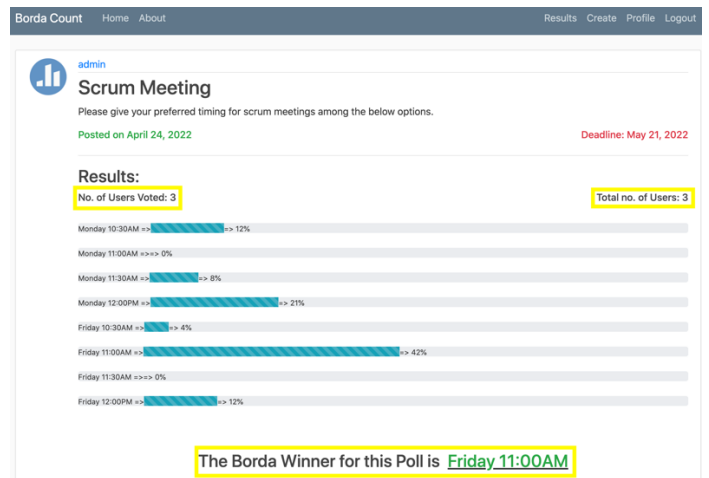 Borda Count Home About Results Create Profile Logout
admin
Scrum Meeting
Please give your preferred timing for scrum meetings among the below options.
Posted on April 24, 2022 Deadline: May 21, 2022
Results:
No. of Users Voted: 3 Total no. of Users: 3
Monday 10:30AM => => 12%
Monday 11:00AM =>=> 0%
Monday 11:30AM => => 8%
Monday 12:00PM => => 21%
Friday 10:30AM => => 4%
Friday 11:00AM => => 42%
Friday 11:30AM =>=> 0%
Friday 12:00PM => => 12%
The Borda Winner for this Poll is Friday 11:00AM